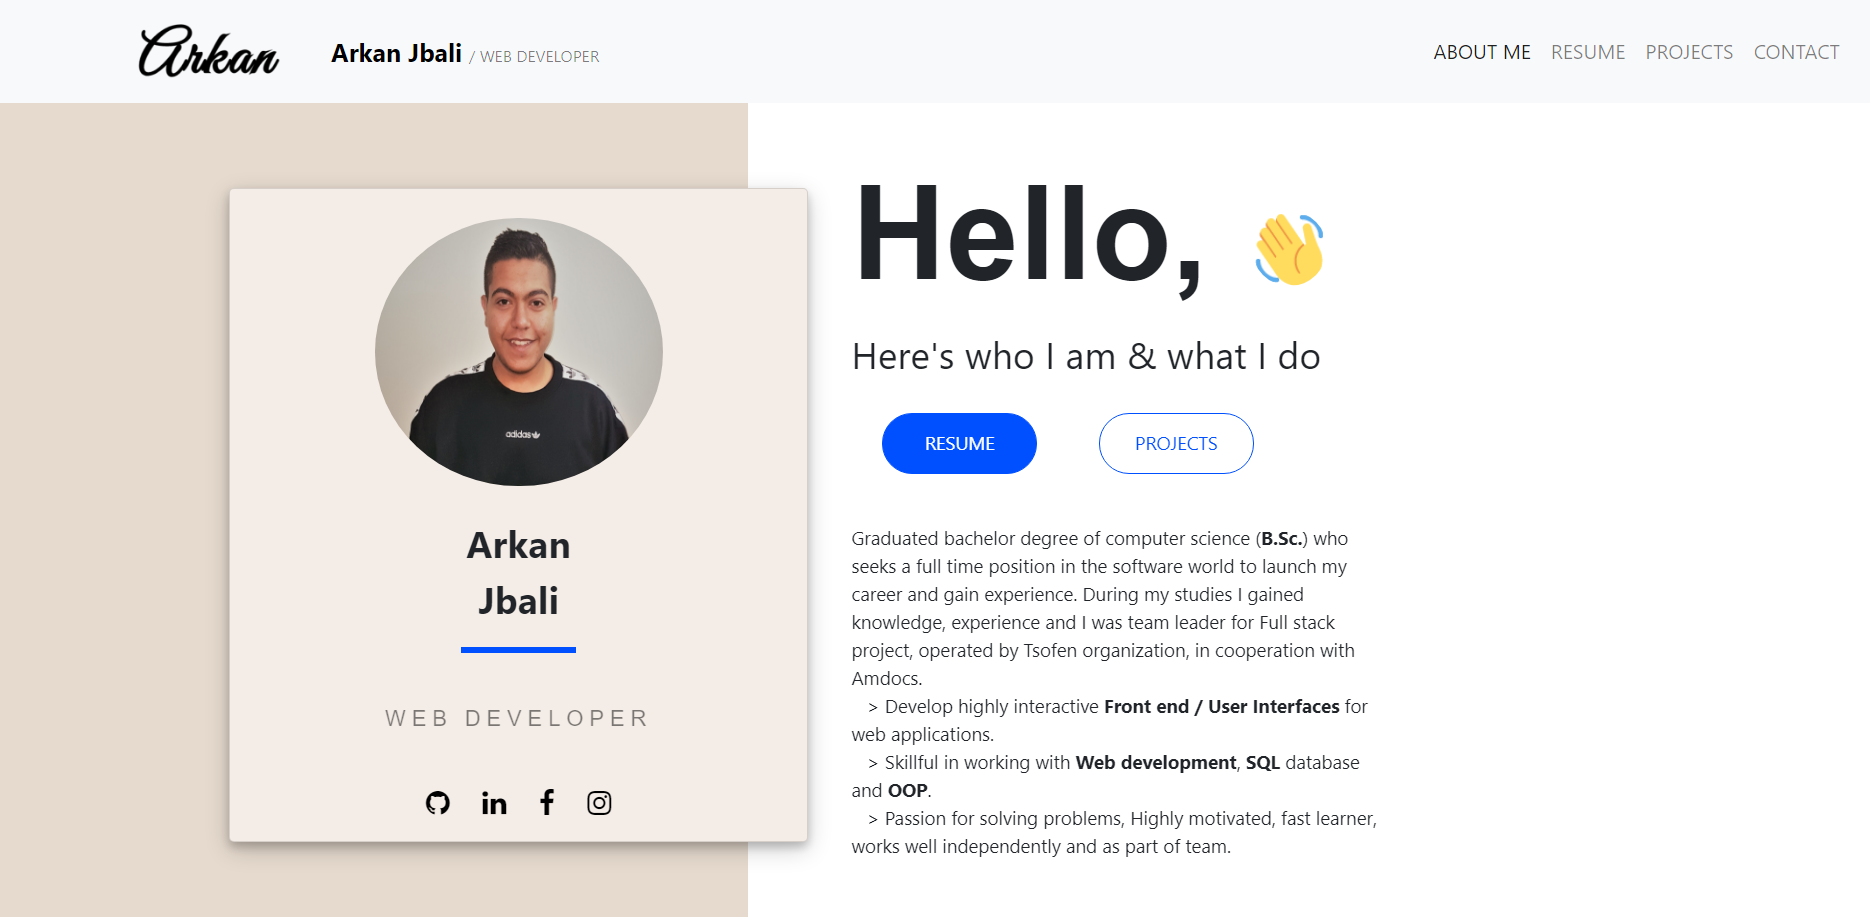 Arkan
Arkan Jbali / WEB DEVELOPER
ABOUT ME RESUME PROJECTS CONTACT
adidas
Arkan
Jbali
WEB DEVELOPER
Hello,
Here's who I am & what I do
RESUME
PROJECTS
Graduated bachelor degree of computer science (B.Sc.) who
seeks a full time position in the software world to launch my
career and gain experience. During my studies I gained
knowledge, experience and I was team leader for Full stack
project, operated by Tsofen organization, in cooperation with
Amdocs.
> Develop highly interactive Front end / User Interfaces for
web applications.
> Skillful in working with Web development, SQL database
and OOP.
> Passion for solving problems, Highly motivated, fast learner,
works well independently and as part of team.